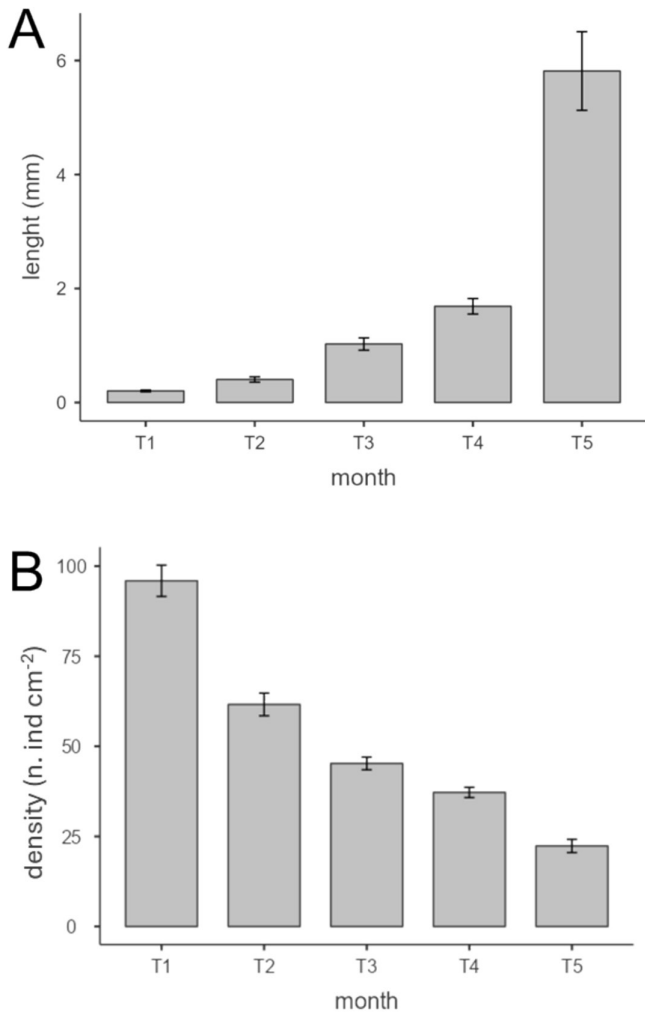 A
6
4
2
0
lenght (mm)
T1 T2 T3 T4 T5
month
B
100
75
50
25
0
density (n. ind cm⁻²)
T1 T2 T3 T4 T5
month